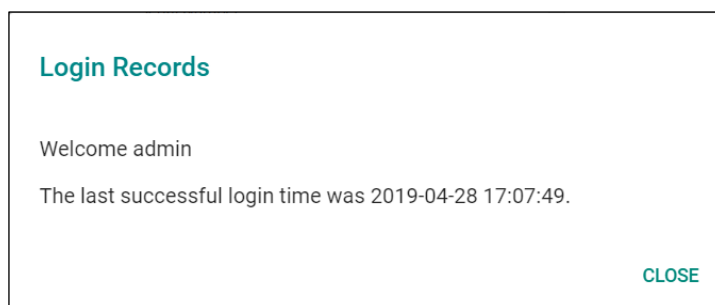 Login Records
Welcome admin
The last successful login time was 2019-04-28 17:07:49.
CLOSE